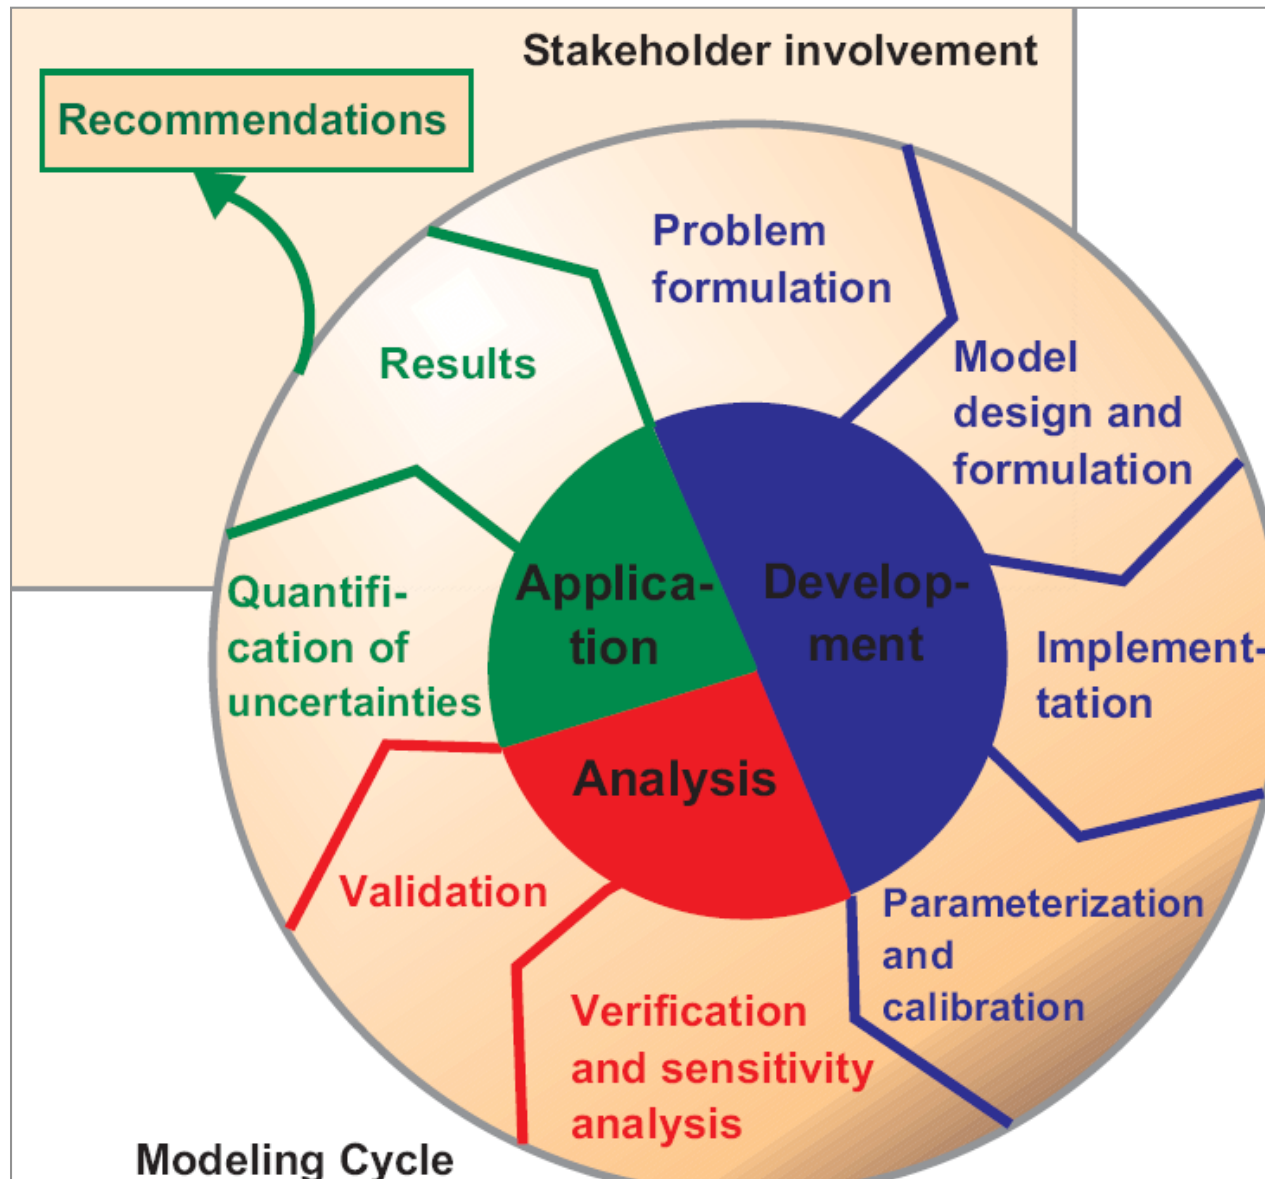 Stakeholder involvement
Recommendations
Problem
formulation
Model
design and
formulation
Implement-
tation
Parameterization
and
calibration
Verification
and sensitivity
analysis
Validation
Quantifi-
cation of
uncertainties
Results
Applica-
tion
Develop-
ment
Analysis
Modeling Cycle